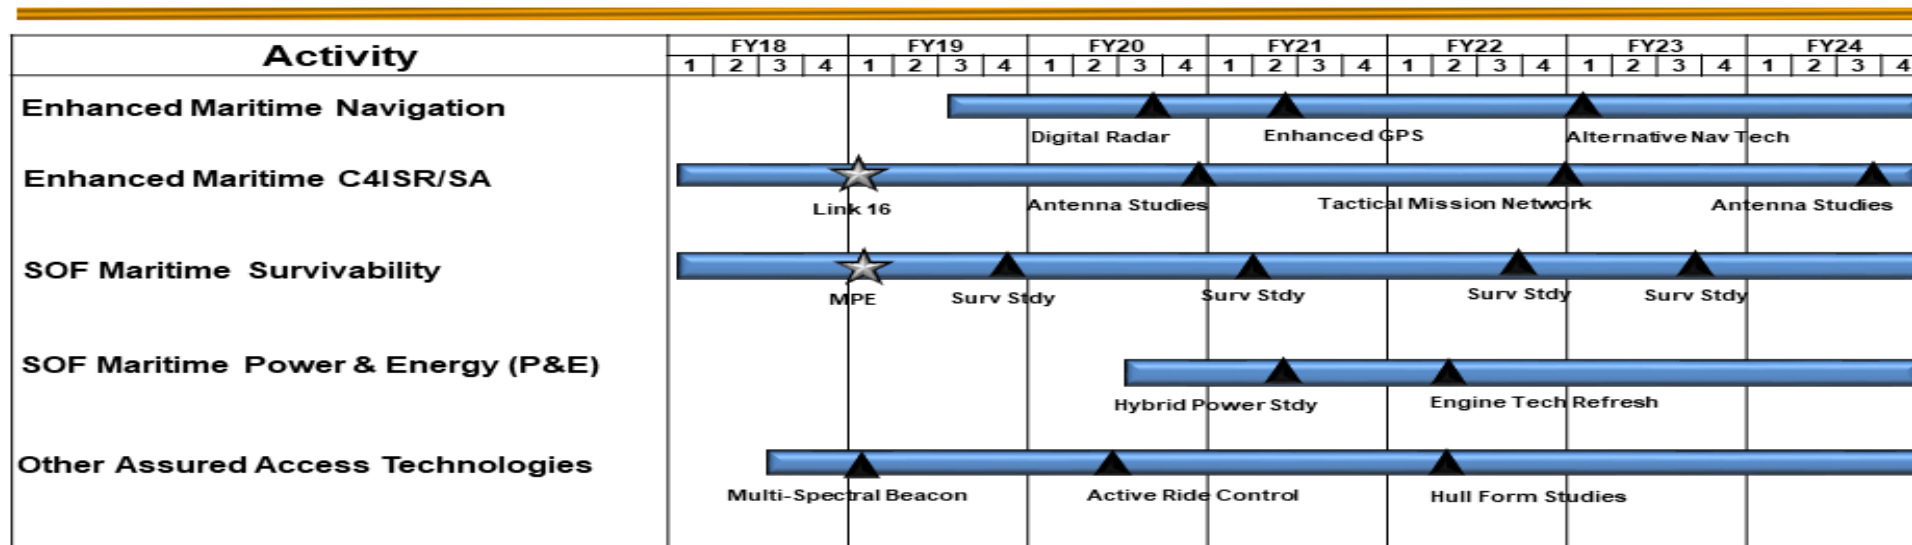 Activity FY18 FY19 FY20 FY21 FY22 FY23 FY24
1 2 3 4 1 2 3 4 1 2 3 4 1 2 3 4 1 2 3 4 1 2 3 4 1 2 3 4
Enhanced Maritime Navigation
Digital Radar Enhanced GPS Alternative Nav Tech
Enhanced Maritime C4ISR/SA
Link 16 Antenna Studies Tactical Mission Network Antenna Studies
SOF Maritime Survivability
MPE Surv Stdy Surv Stdy Surv Stdy Surv Stdy
SOF Maritime Power & Energy (P&E)
Hybrid Power Stdy Engine Tech Refresh
Other Assured Access Technologies
Multi-Spectral Beacon Active Ride Control Hull Form Studies